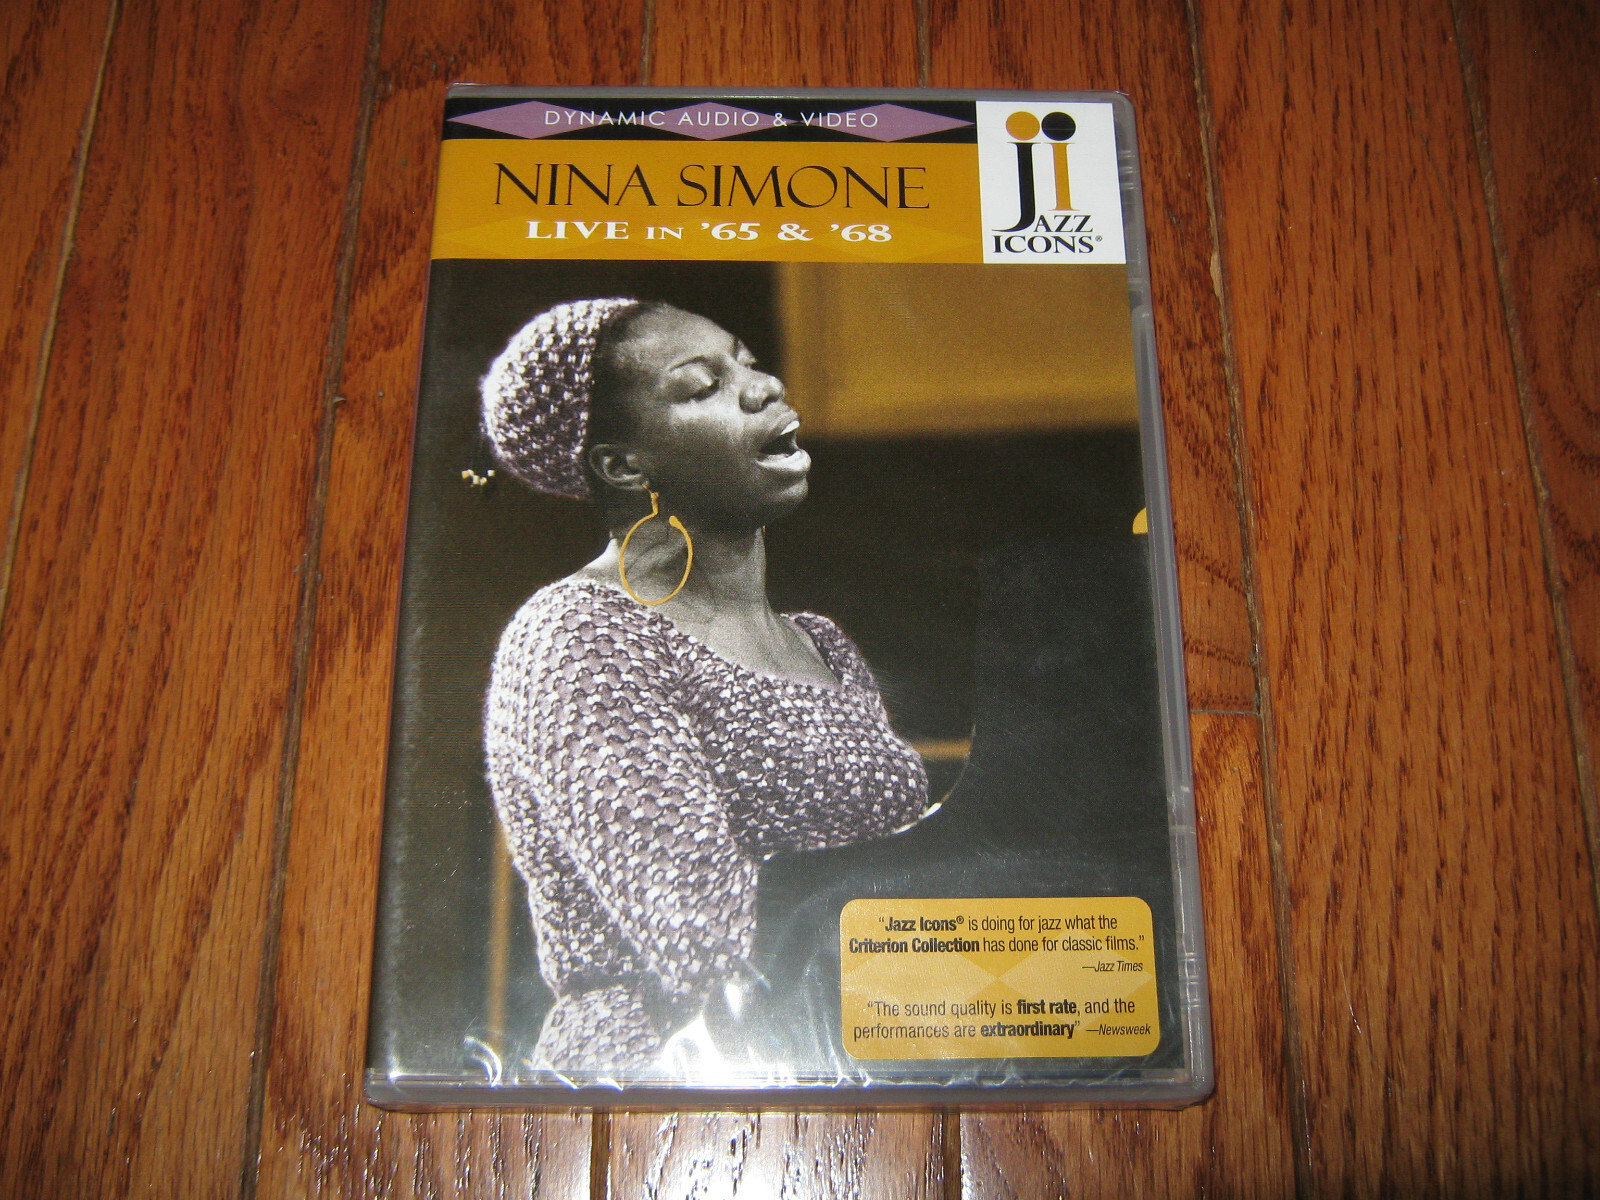 DYNAMIC AUDIO & VIDEO
NINA SIMONE
LIVE IN ’65 & ’68
ji
JAZZ
ICONS®
“Jazz Icons® is doing for jazz what the
Criterion Collection has done for classic films.”
—Jazz Times
“The sound quality is first rate, and the
performances are extraordinary” —Newsweek